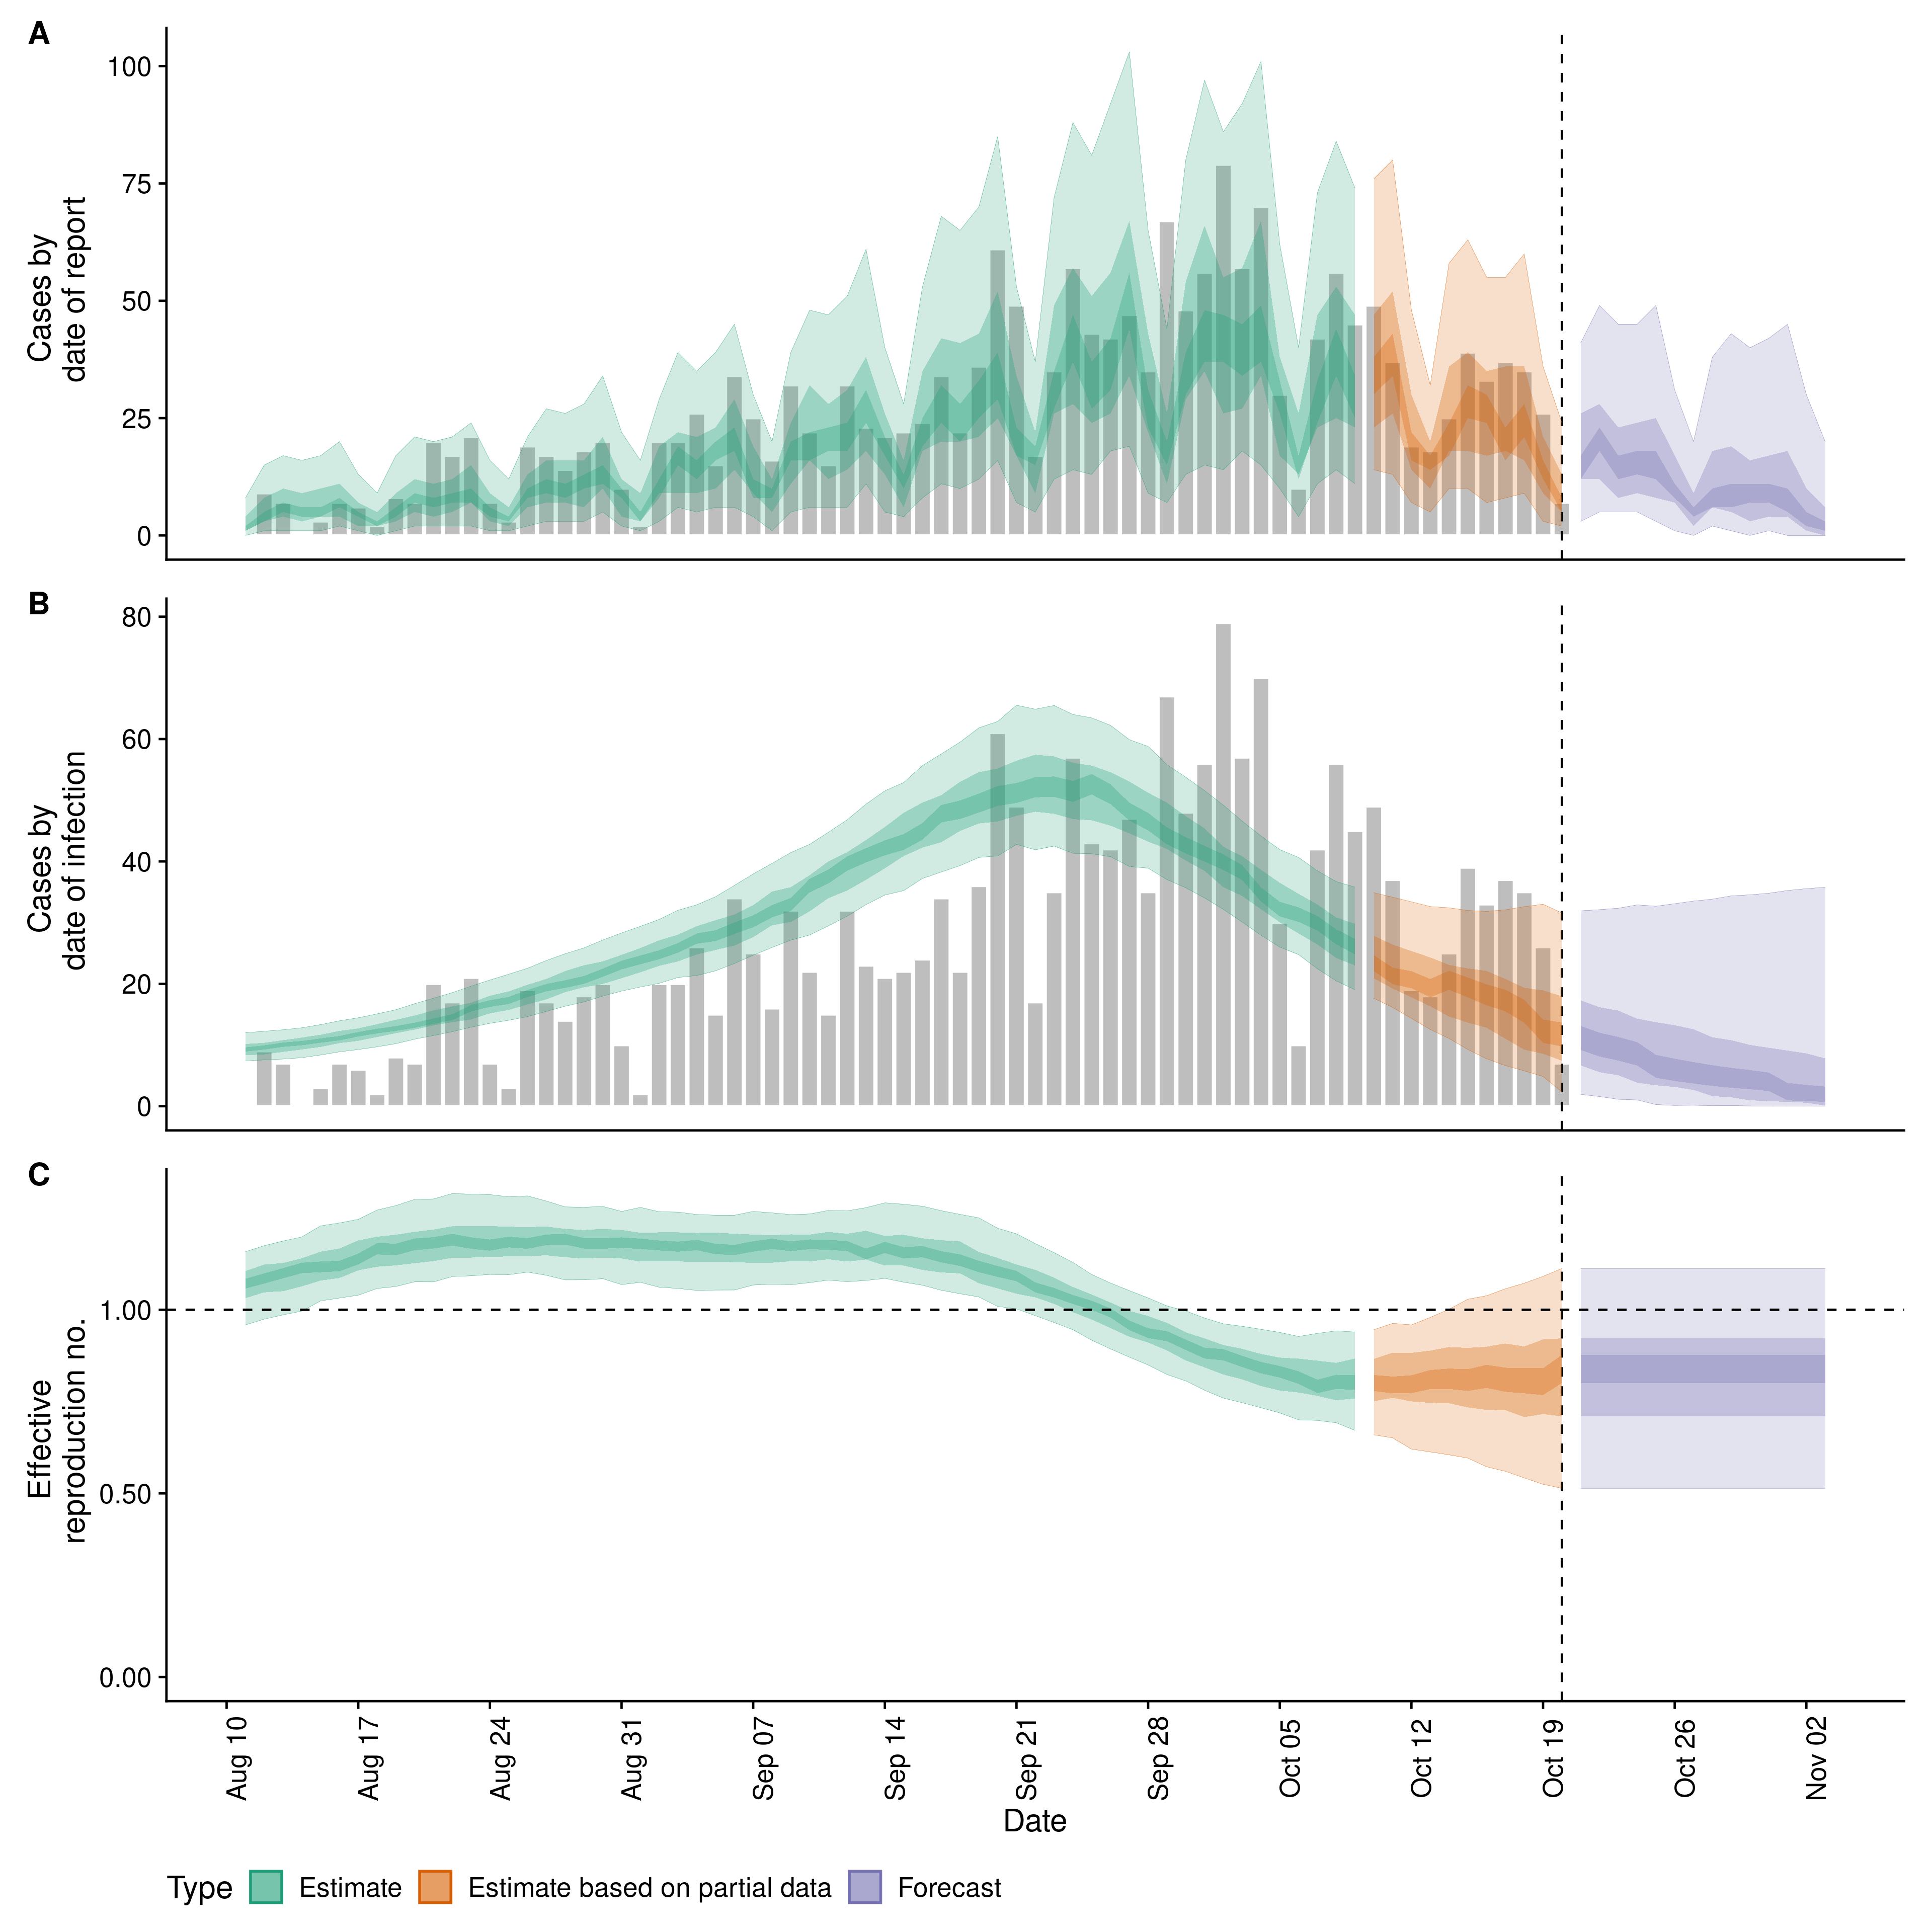 A
Cases by
date of report
100
75
50
25
0
B
Cases by
date of infection
80
60
40
20
0
C
Effective
reproduction no.
1.00
0.50
0.00
Aug 10
Aug 17
Aug 24
Aug 31
Sep 07
Sep 14
Sep 21
Sep 28
Oct 05
Oct 12
Oct 19
Oct 26
Nov 02
Date
Type Estimate Estimate based on partial data Forecast